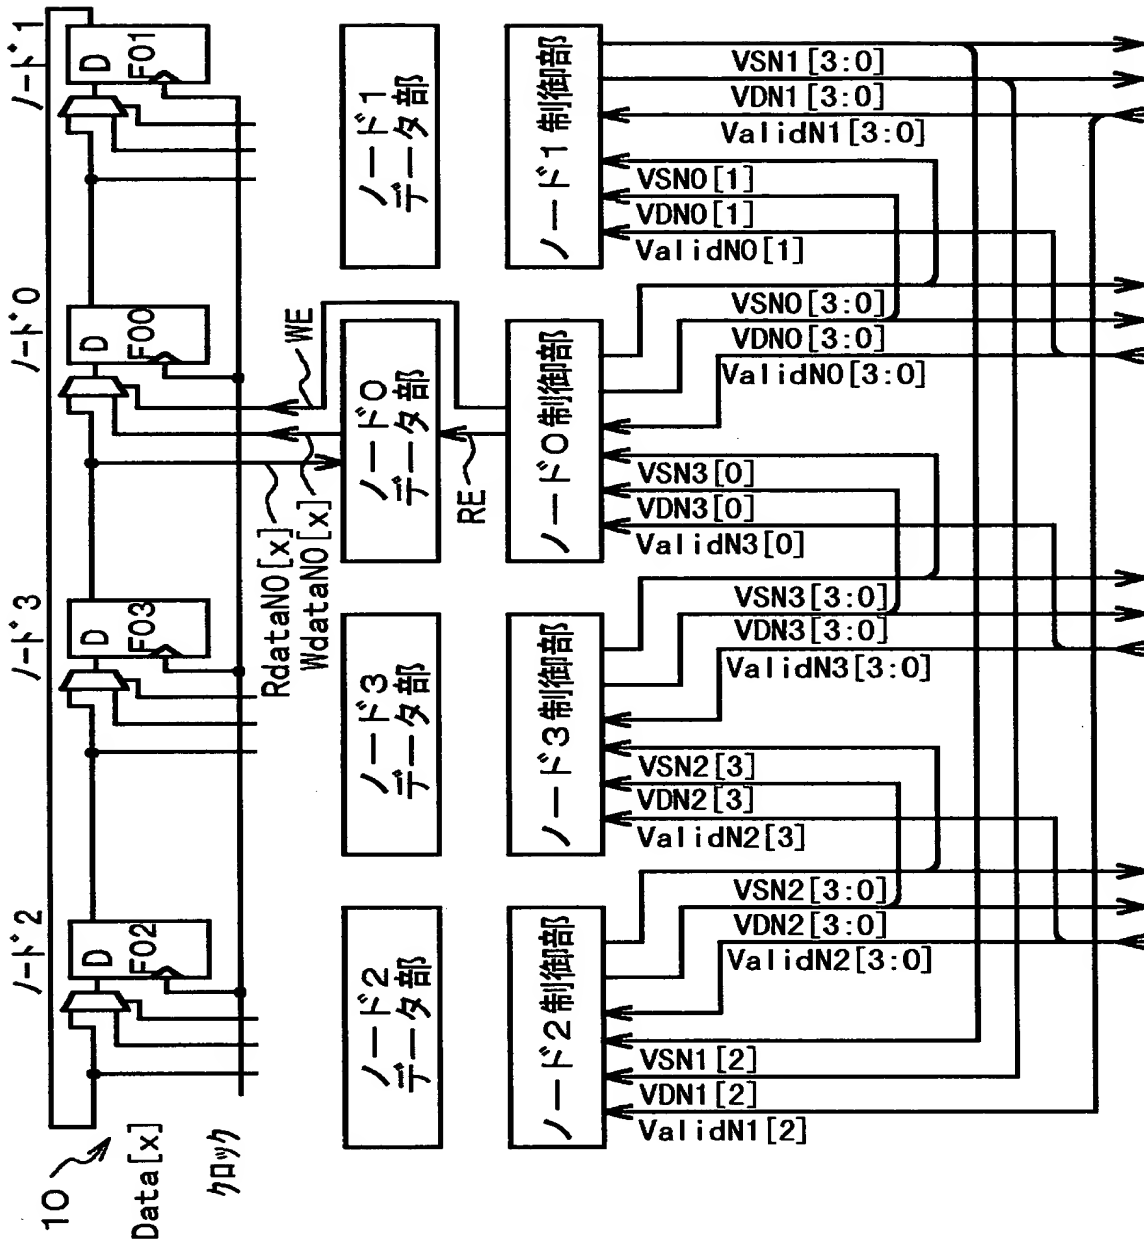 10
Data[x]
クロック
ノード2
ノード3
ノード0
ノード1
D
F02
D
F03
D
F00
D
F01
RdataN0[x]
WdataN0[x]
WE
RE
ノード2
データ部
ノード3
データ部
ノード0
データ部
ノード1
データ部
ノード2制御部
ノード3制御部
ノード0制御部
ノード1制御部
VSN1[3:0]
VDN1[3:0]
ValidN1[3:0]
VSN0[1]
VDN0[1]
ValidN0[1]
VSN0[3:0]
VDN0[3:0]
ValidN0[3:0]
VSN3[0]
VDN3[0]
ValidN3[0]
VSN3[3:0]
VDN3[3:0]
ValidN3[3:0]
VSN2[3]
VDN2[3]
ValidN2[3]
VSN2[3:0]
VDN2[3:0]
ValidN2[3:0]
VSN1[2]
VDN1[2]
ValidN1[2]